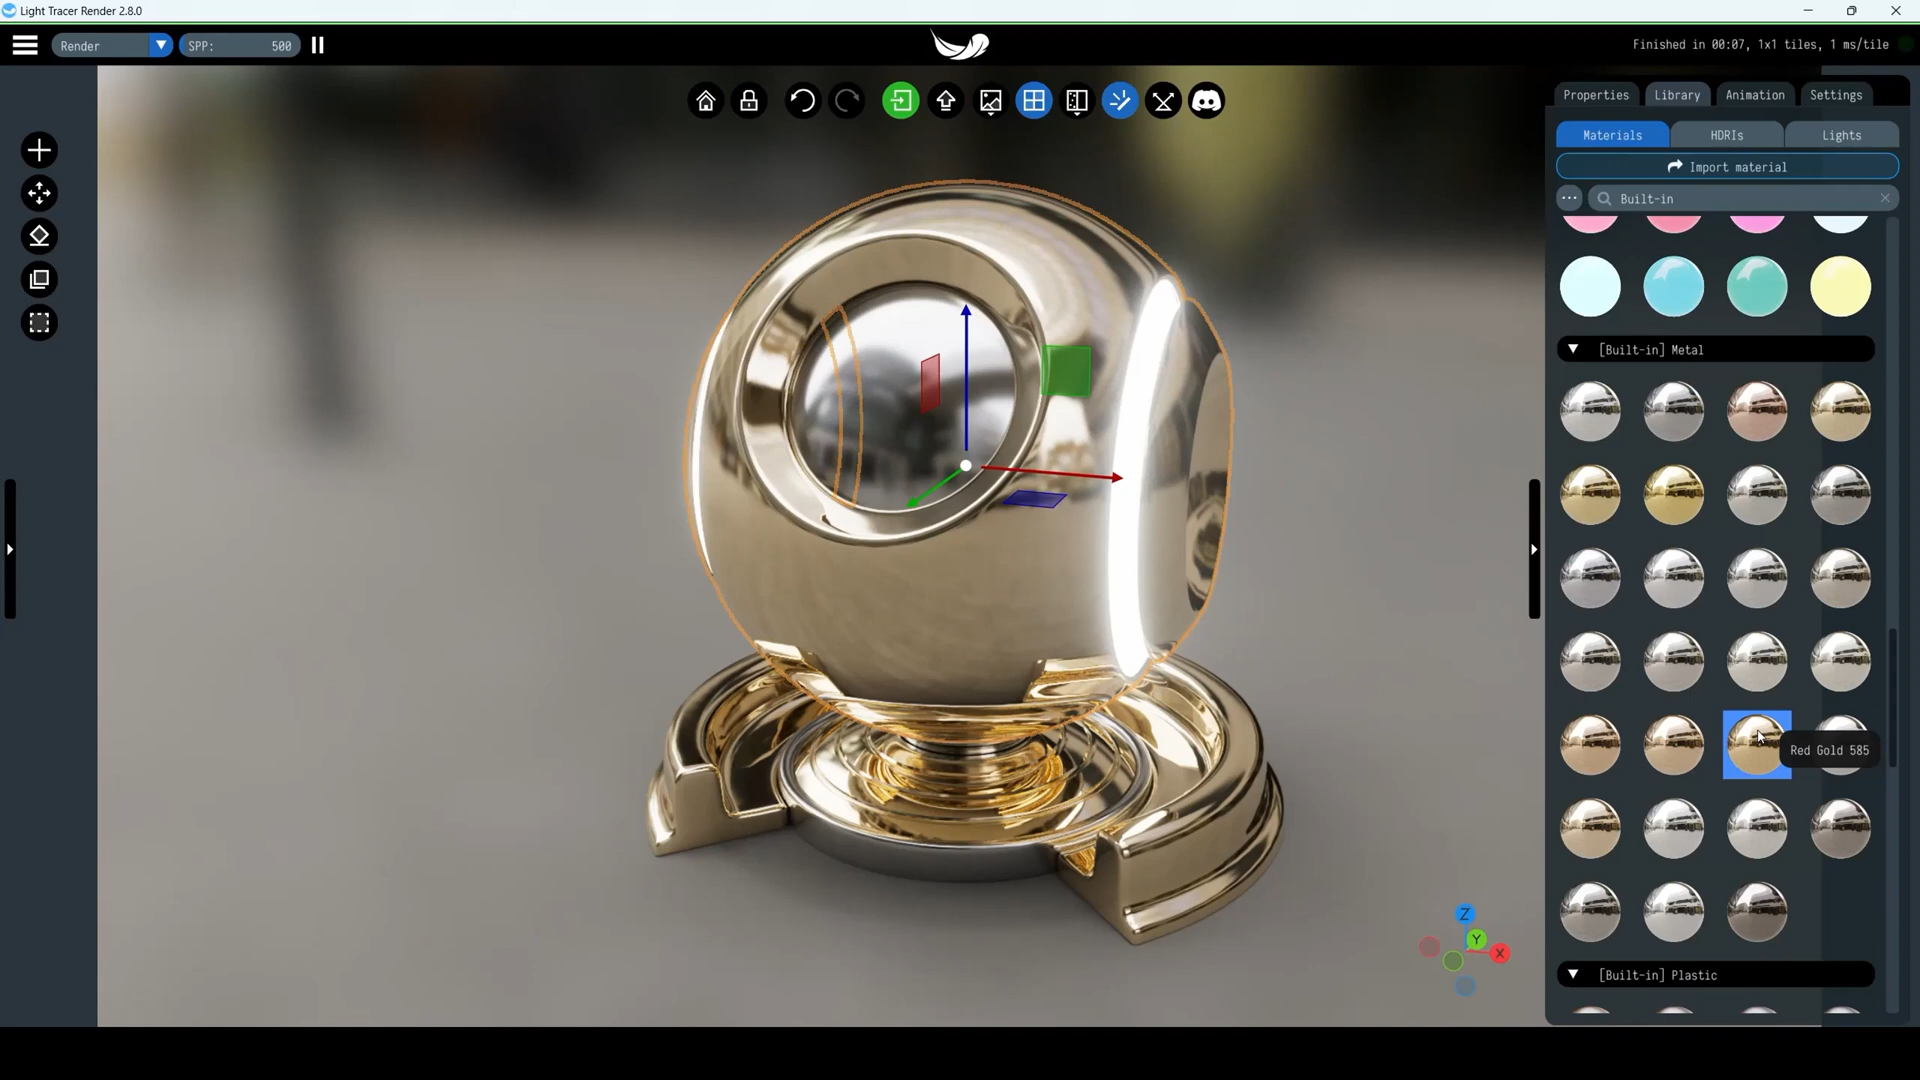 Light Tracer Render 2.8.0
Render
SPP: 500
Finished in 00:07, 1x1 tiles, 1 ms/tile
Properties
Library
Animation
Settings
Materials
HDRIs
Lights
Import material
Built-in
[Built-in] Metal
Red Gold 585
[Built-in] Plastic
Z
Y
X